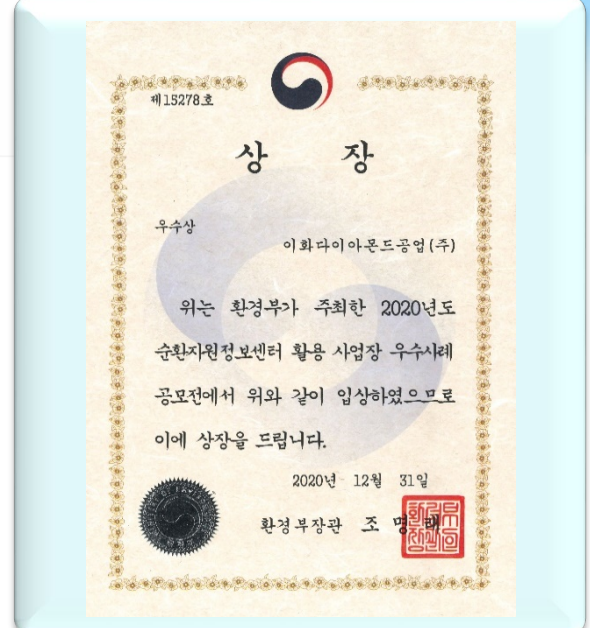 제15278호
상 장
우수상
이화다이아몬드공업(주)
위는 환경부가 주최한 2020년도
순환자원정보센터 활용 사업장 우수사례
공모전에서 위와 같이 입상하였으므로
이에 상장을 드립니다.
2020년 12월 31일
환경부장관 조명래